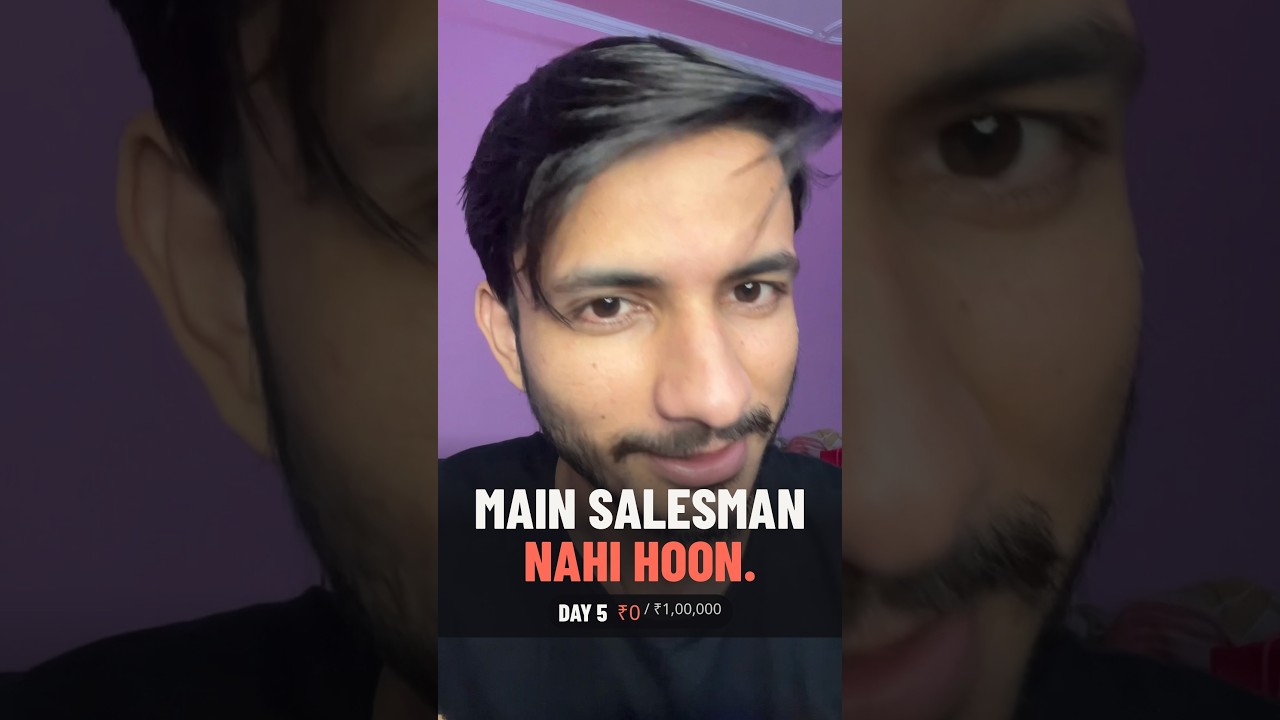 MAIN SALESMAN
NAHI HOON.
DAY 5 ₹0 / ₹1,00,000